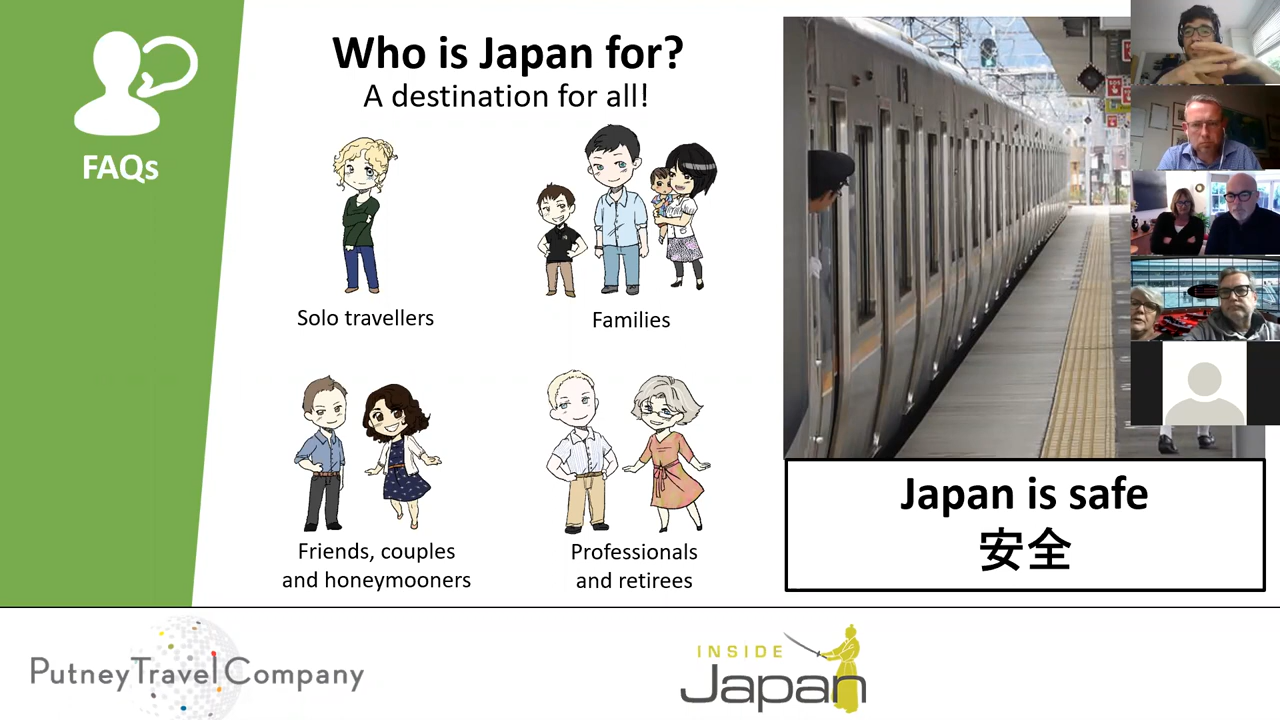 FAQs
Who is Japan for?
A destination for all!
Solo travellers
Families
Friends, couples
and honeymooners
Professionals
and retirees
Japan is safe
安全
PutneyTravelCompany
INSIDE
Japan